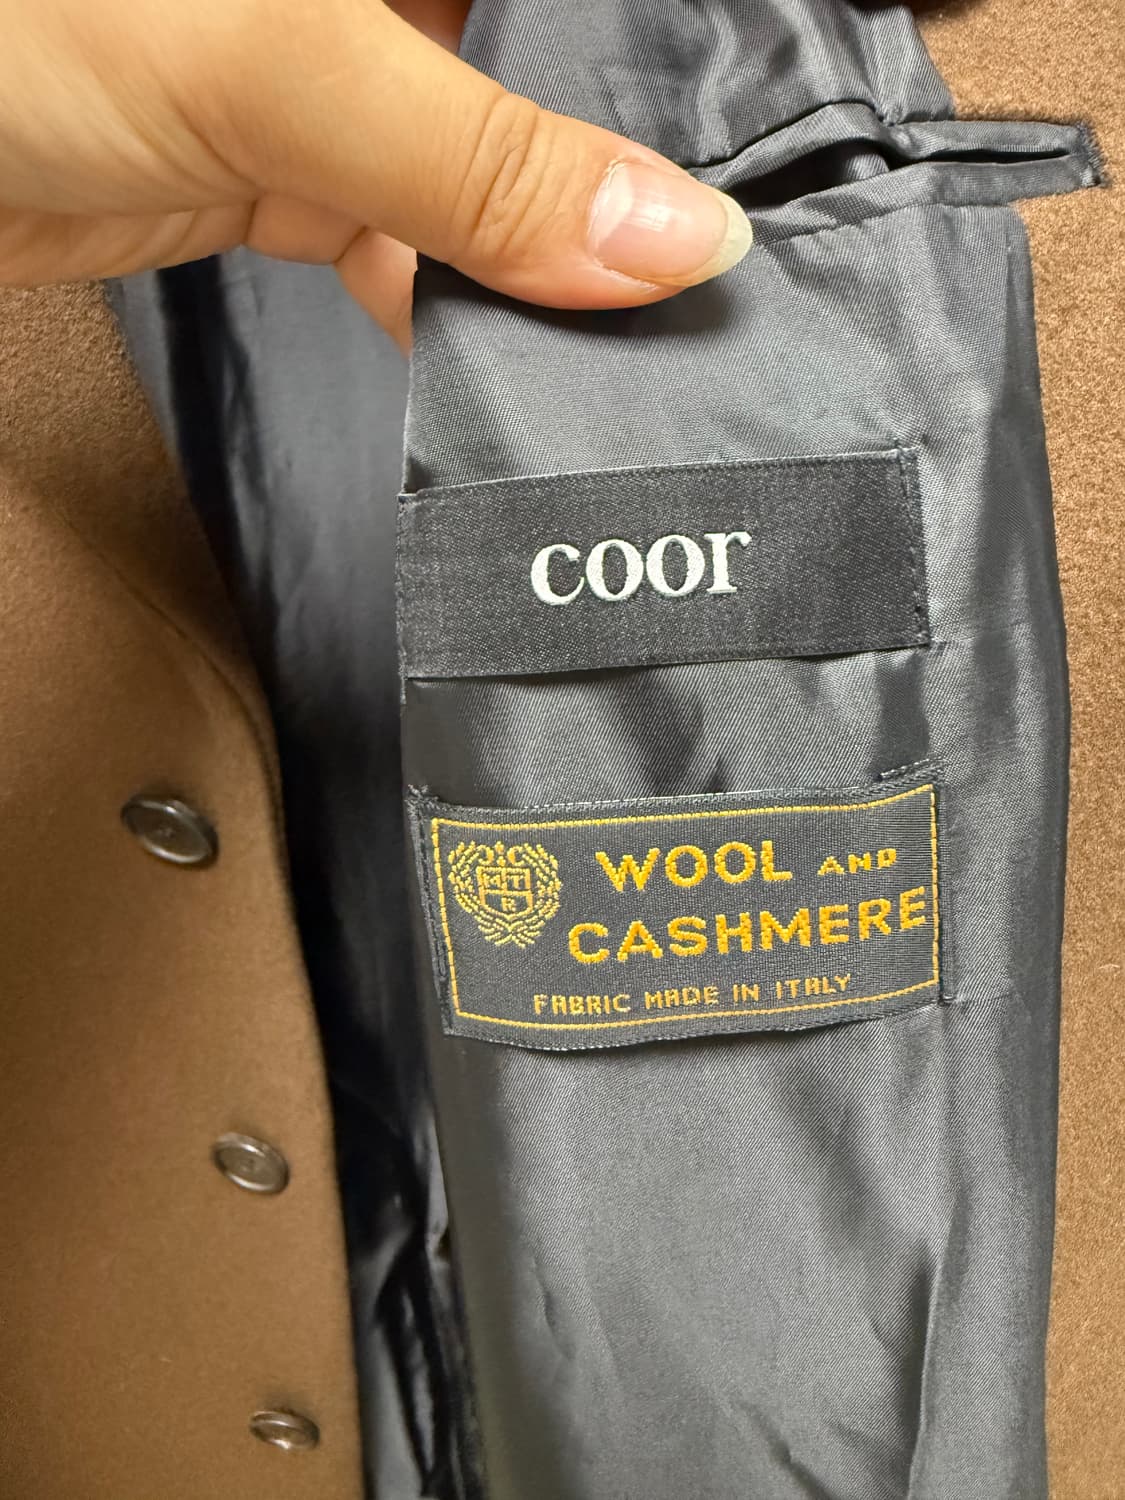 coor
WOOL AND
CASHMERE
FABRIC MADE IN ITALY